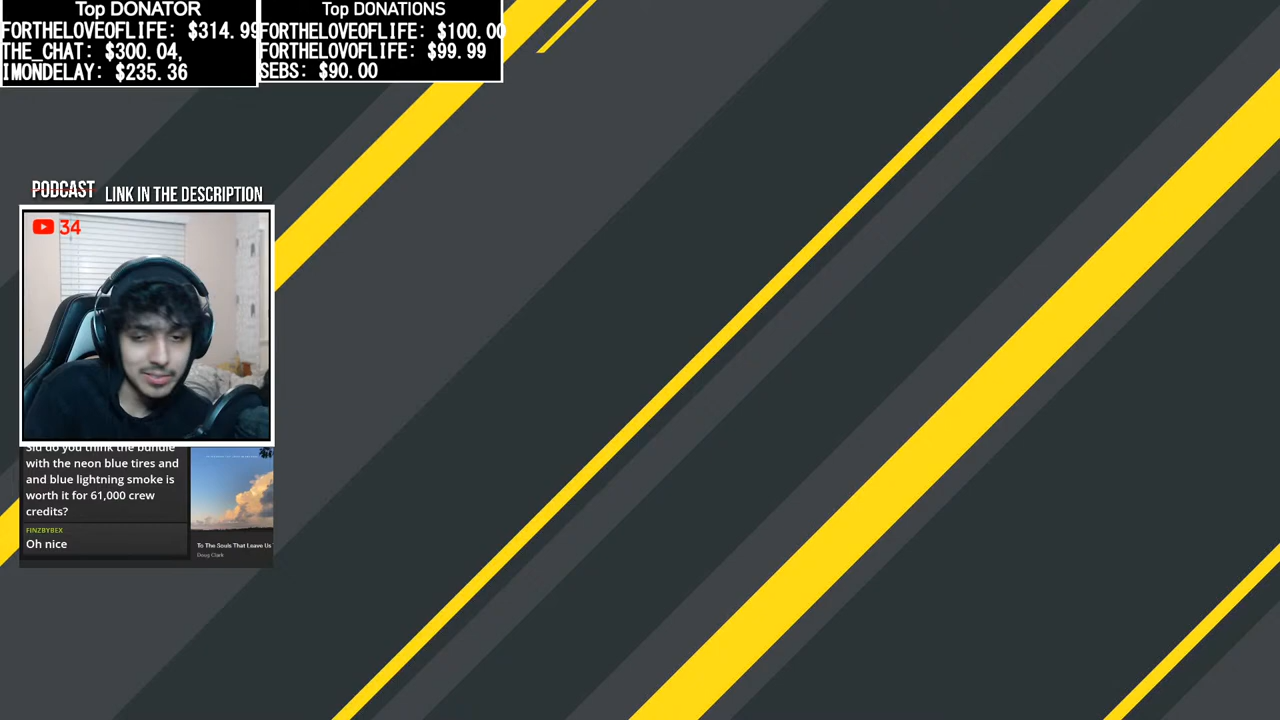 Top DONATOR
FORTHELOVEOFLIFE: $314.99
THE_CHAT: $300.04,
IMONDELAY: $235.36
Top DONATIONS
FORTHELOVEOFLIFE: $100.00
FORTHELOVOFLIFE: $99.99
SEBS: $90.00
PODCAST LINK IN THE DESCRIPTION
34
Sid do you think the bundle
with the neon blue tires and
and blue lightning smoke is
worth it for 61,000 crew
credits?
FINZBYBEX
Oh nice
To The Souls That Leave Us
Doug Clark